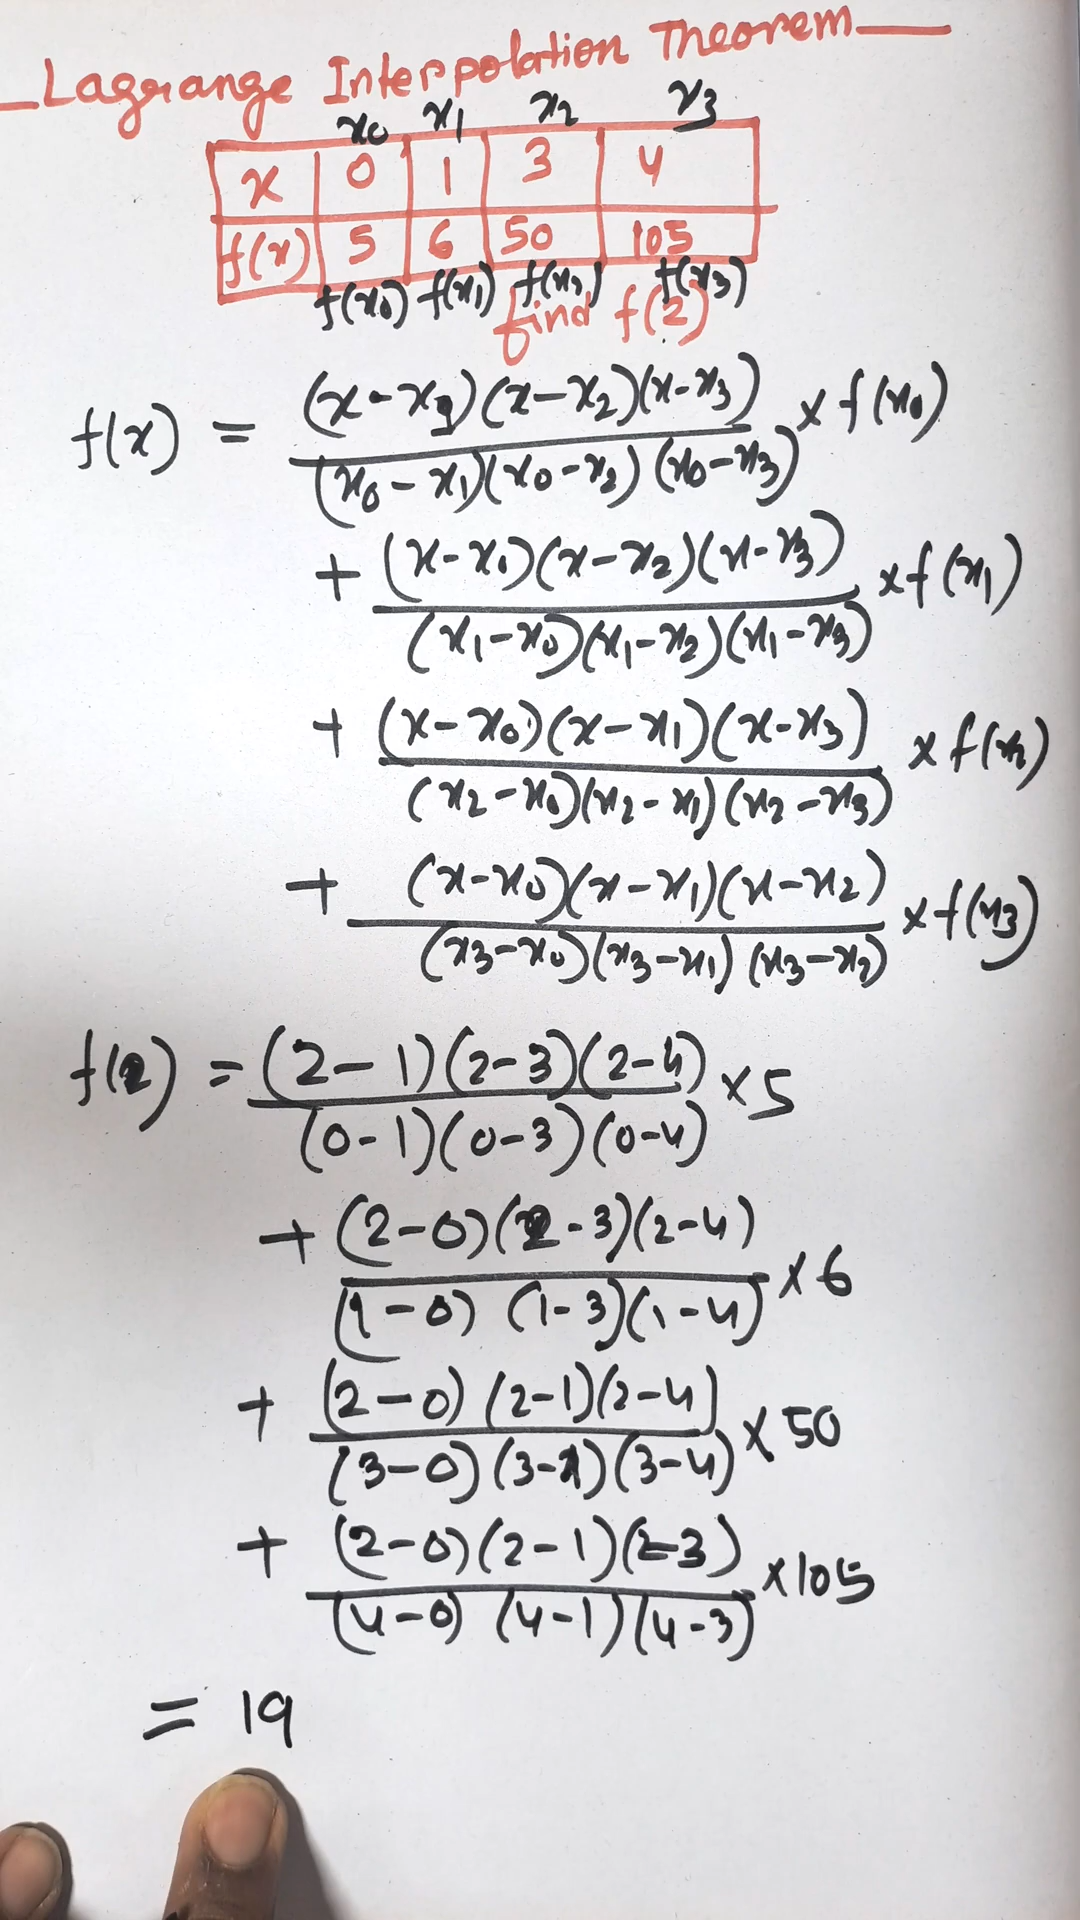 Lagrange Interpolation Theorem
x0 x1 x2 x3
x 0 1 3 4
f(x) 5 6 50 105
f(x0) f(x1) f(x2) f(x3)
find f(2)
f(x) = (x-x1)(x-x2)(x-x3) × f(x0)
(x0-x1)(x0-x2)(x0-x3)
+ (x-x0)(x-x2)(x-x3) × f(x1)
(x1-x0)(x1-x2)(x1-x3)
+ (x-x0)(x-x1)(x-x3) × f(x2)
(x2-x0)(x2-x1)(x2-x3)
+ (x-x0)(x-x1)(x-x2) × f(x3)
(x3-x0)(x3-x1)(x3-x2)
f(2) = (2-1)(2-3)(2-4) × 5
(0-1)(0-3)(0-4)
+ (2-0)(2-3)(2-4) × 6
(1-0)(1-3)(1-4)
+ (2-0)(2-1)(2-4) × 50
(3-0)(3-1)(3-4)
+ (2-0)(2-1)(2-3) × 105
(4-0)(4-1)(4-3)
= 19